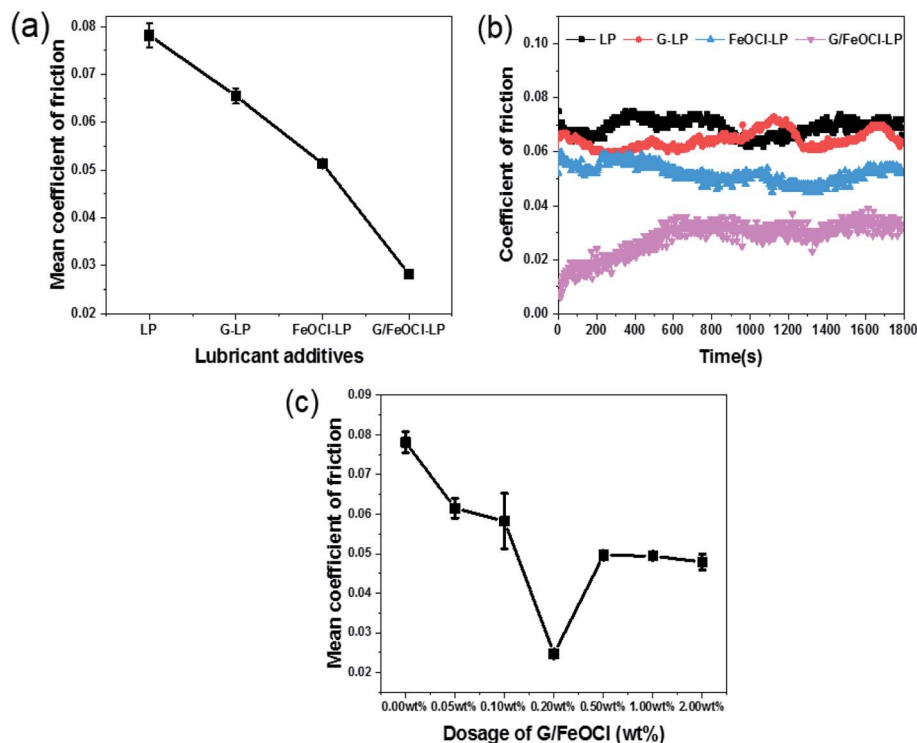 (a)
0.08
0.07
0.06
0.05
0.04
0.03
0.02
Mean coefficient of friction
LP
G-LP
FeOCl-LP
G/FeOCl-LP
Lubricant additives
(b)
LP
G-LP
FeOCl-LP
G/FeOCl-LP
0.10
0.08
0.06
0.04
0.02
0.00
Coefficient of friction
0
200
400
600
800
1000
1200
1400
1600
1800
Time(s)
(c)
0.09
0.08
0.07
0.06
0.05
0.04
0.03
0.02
Mean coefficient of friction
0.00wt%
0.05wt%
0.10wt%
0.20wt%
0.50wt%
1.00wt%
2.00wt%
Dosage of G/FeOCl (wt%)